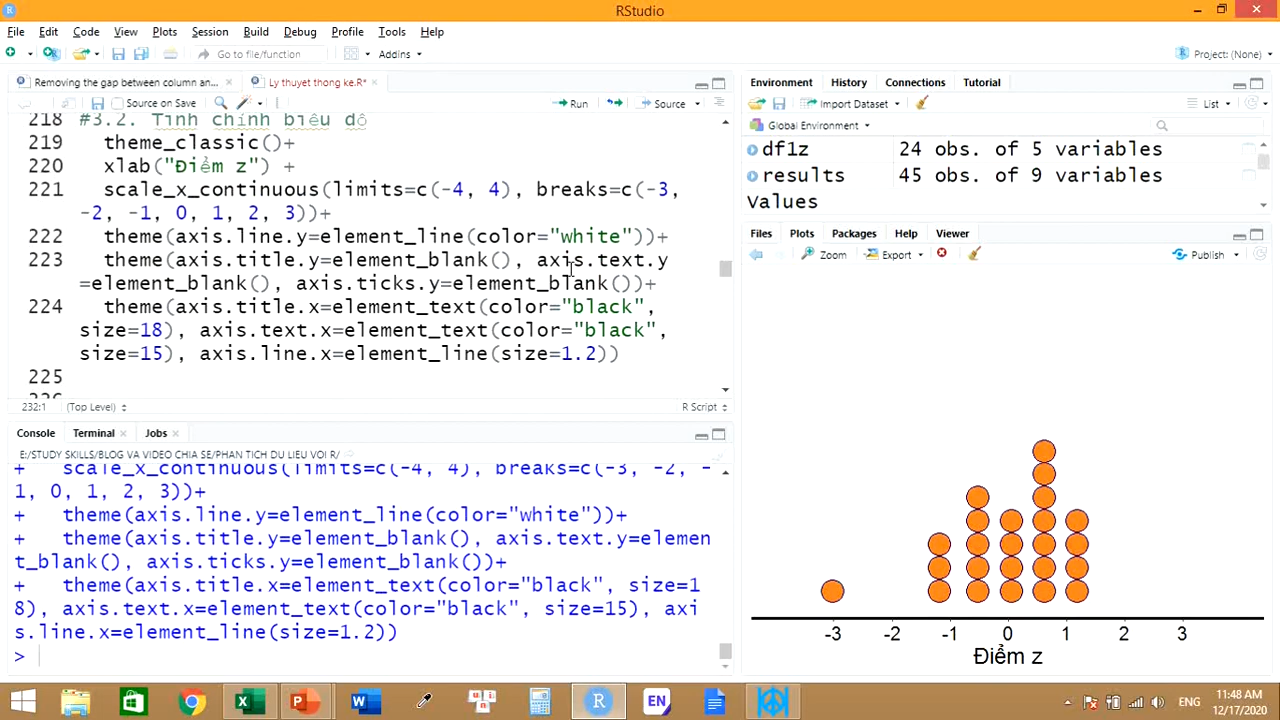 RStudio
File Edit Code View Plots Session Build Debug Profile Tools Help
Go to file/function Addins Project: (None)
Removing the gap between column an... Ly thuyet thong ke.R*
Source on Save Run Source
218 #3.2. Tinh chỉnh biểu đồ
219 theme_classic()+
220 xlab("Điểm z") +
221 scale_x_continuous(limits=c(-4, 4), breaks=c(-3,
-2, -1, 0, 1, 2, 3))+
222 theme(axis.line.y=element_line(color="white"))+
223 theme(axis.title.y=element_blank(), axis.text.y
=element_blank(), axis.ticks.y=element_blank())+
224 theme(axis.title.x=element_text(color="black",
size=18), axis.text.x=element_text(color="black",
size=15), axis.line.x=element_line(size=1.2))
225
232:1 (Top Level) R Script
Console Terminal Jobs
E:/STUDY SKILLS/BLOG VA VIDEO CHIA SE/PHAN TICH DU LIEU VOI R/
+ scale_x_continuous(limits=c(-4, 4), breaks=c(-3, -2, -
1, 0, 1, 2, 3))+
+ theme(axis.line.y=element_line(color="white"))+
+ theme(axis.title.y=element_blank(), axis.text.y=elemen
t_blank(), axis.ticks.y=element_blank())+
+ theme(axis.title.x=element_text(color="black", size=1
8), axis.text.x=element_text(color="black", size=15), axi
s.line.x=element_line(size=1.2))
>
Environment History Connections Tutorial
Import Dataset List
Global Environment
df1z 24 obs. of 5 variables
results 45 obs. of 9 variables
Values
Files Plots Packages Help Viewer
Zoom Export Publish
-3 -2 -1 0 1 2 3
Điểm z
EN
ENG
11:48 AM
12/17/2020